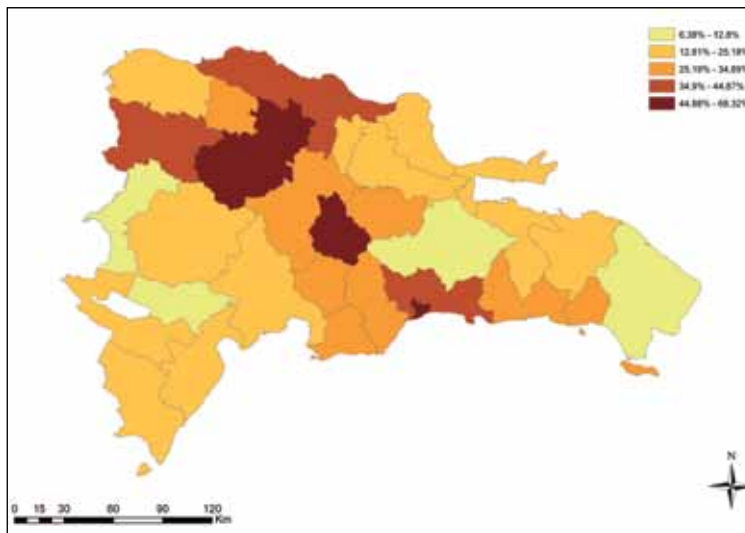 6.38% - 12.8%
12.81% - 25.18%
25.19% - 34.89%
34.9% - 44.87%
44.88% - 68.32%
N
0 15 30 60 90 120
Km